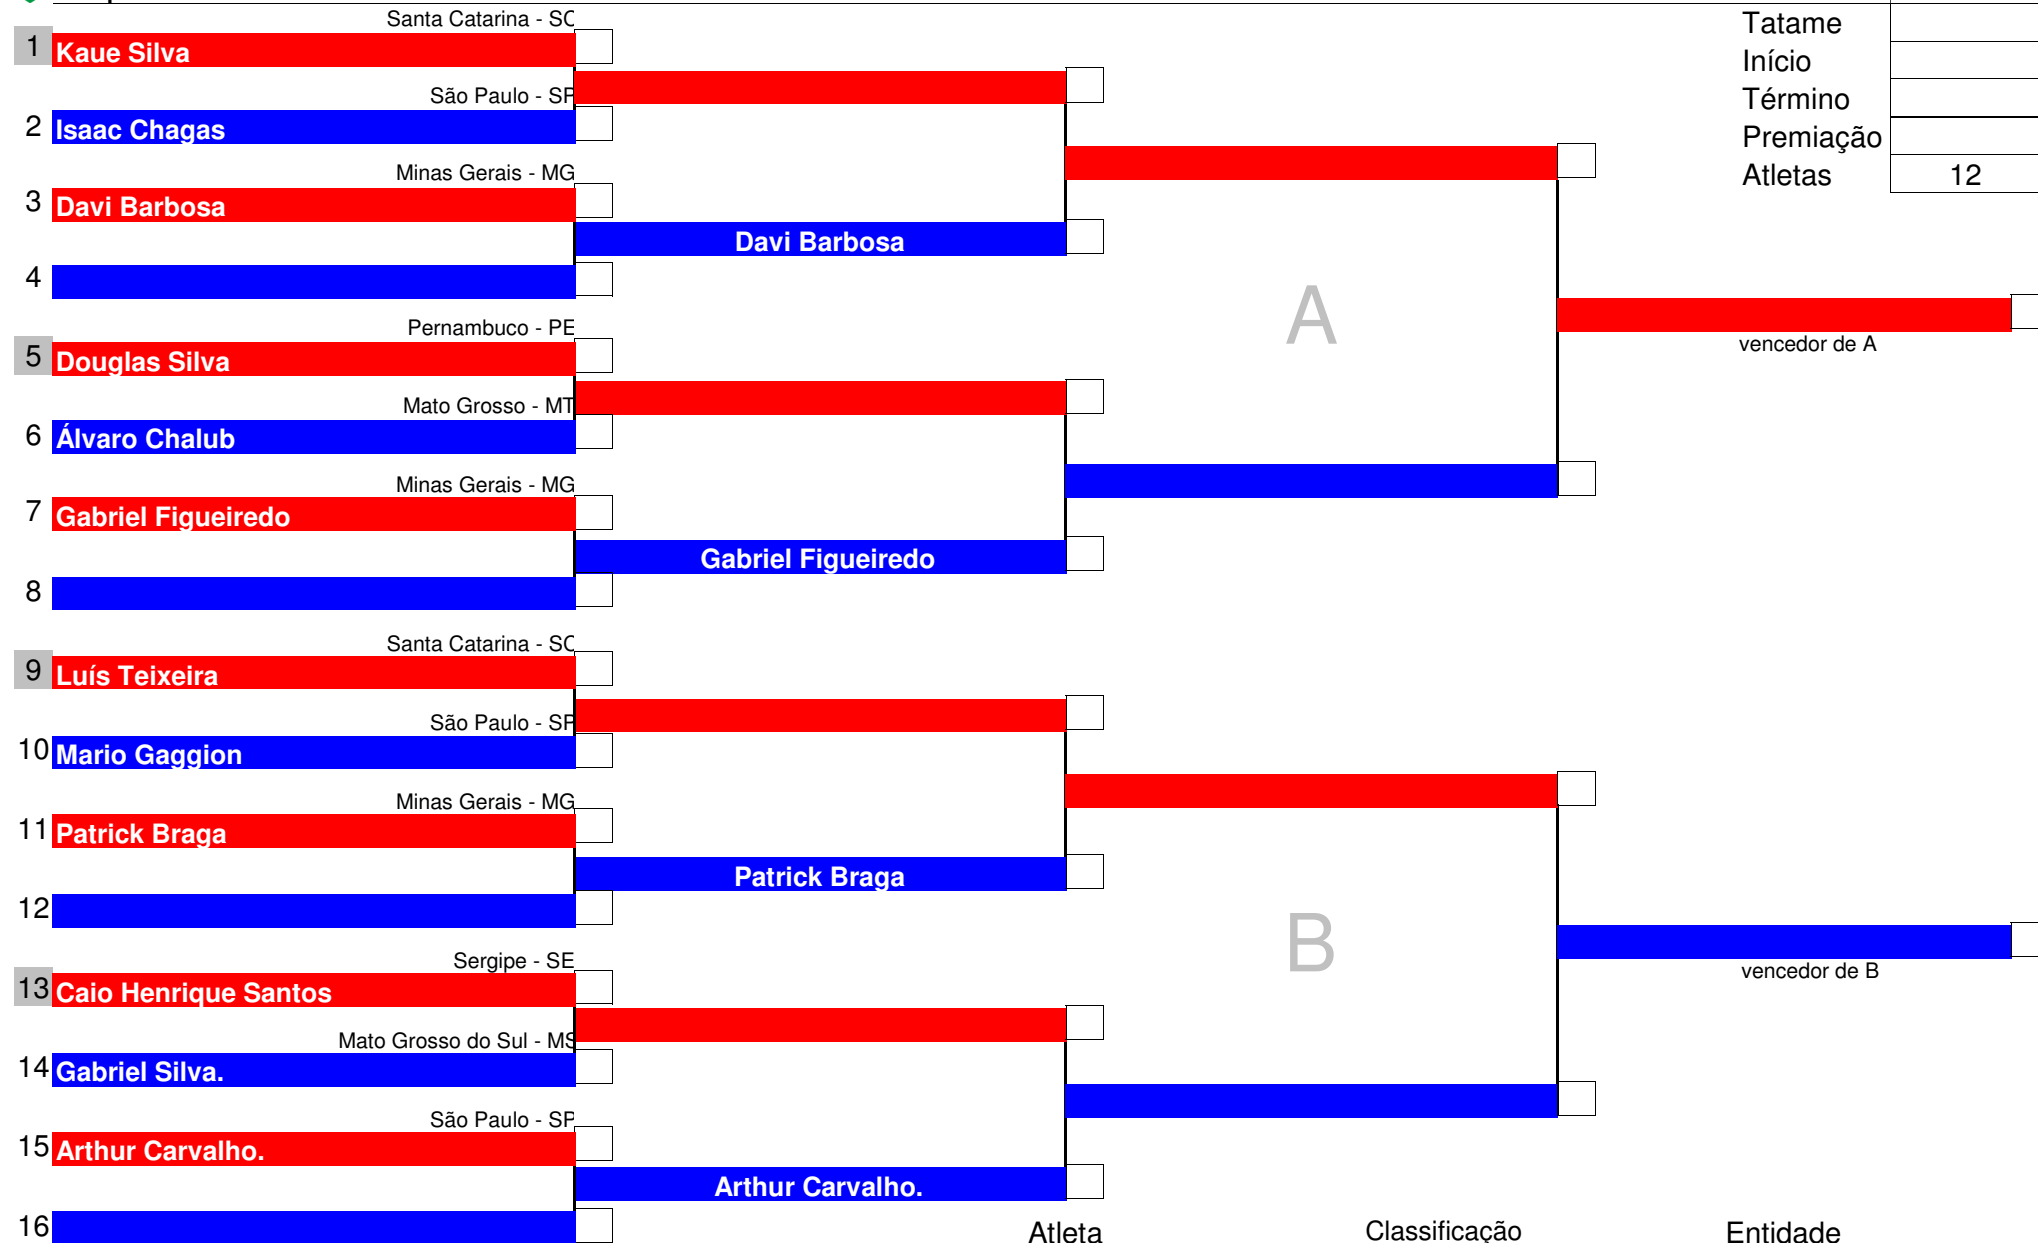 Santa Catarina - SC
1 Kaue Silva
São Paulo - SP
2 Isaac Chagas
Minas Gerais - MG
3 Davi Barbosa
Davi Barbosa
4
Pernambuco - PE
5 Douglas Silva
Mato Grosso - MT
6 Álvaro Chalub
Minas Gerais - MG
7 Gabriel Figueiredo
Gabriel Figueiredo
8
A
vencedor de A
Tatame
Início
Término
Premiação
Atletas 12
Santa Catarina - SC
9 Luís Teixeira
São Paulo - SP
10 Mario Gaggion
Minas Gerais - MG
11 Patrick Braga
Patrick Braga
12
Sergipe - SE
13 Caio Henrique Santos
Mato Grosso do Sul - MS
14 Gabriel Silva.
São Paulo - SP
15 Arthur Carvalho.
Arthur Carvalho.
16
B
vencedor de B
Atleta Classificação Entidade